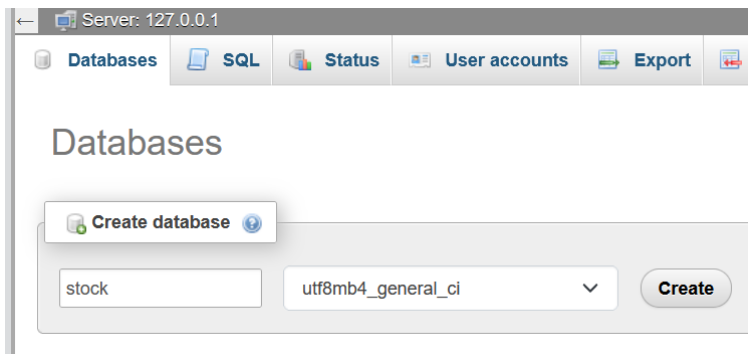 Server: 127.0.0.1
Databases SQL Status User accounts Export
Databases
Create database
stock utf8mb4_general_ci Create